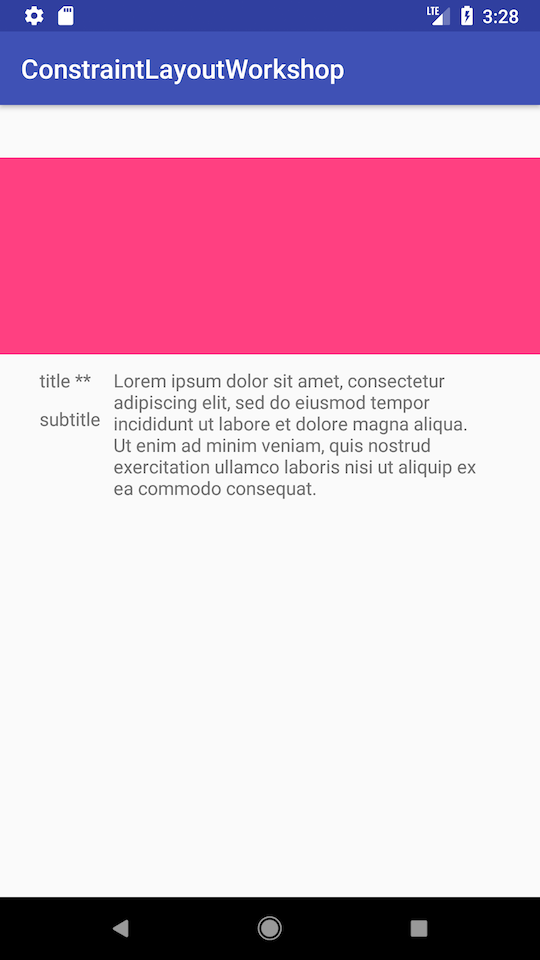 LTE 3:28
ConstraintLayoutWorkshop
title **
subtitle
Lorem ipsum dolor sit amet, consectetur
adipiscing elit, sed do eiusmod tempor
incididunt ut labore et dolore magna aliqua.
Ut enim ad minim veniam, quis nostrud
exercitation ullamco laboris nisi ut aliquip ex
ea commodo consequat.